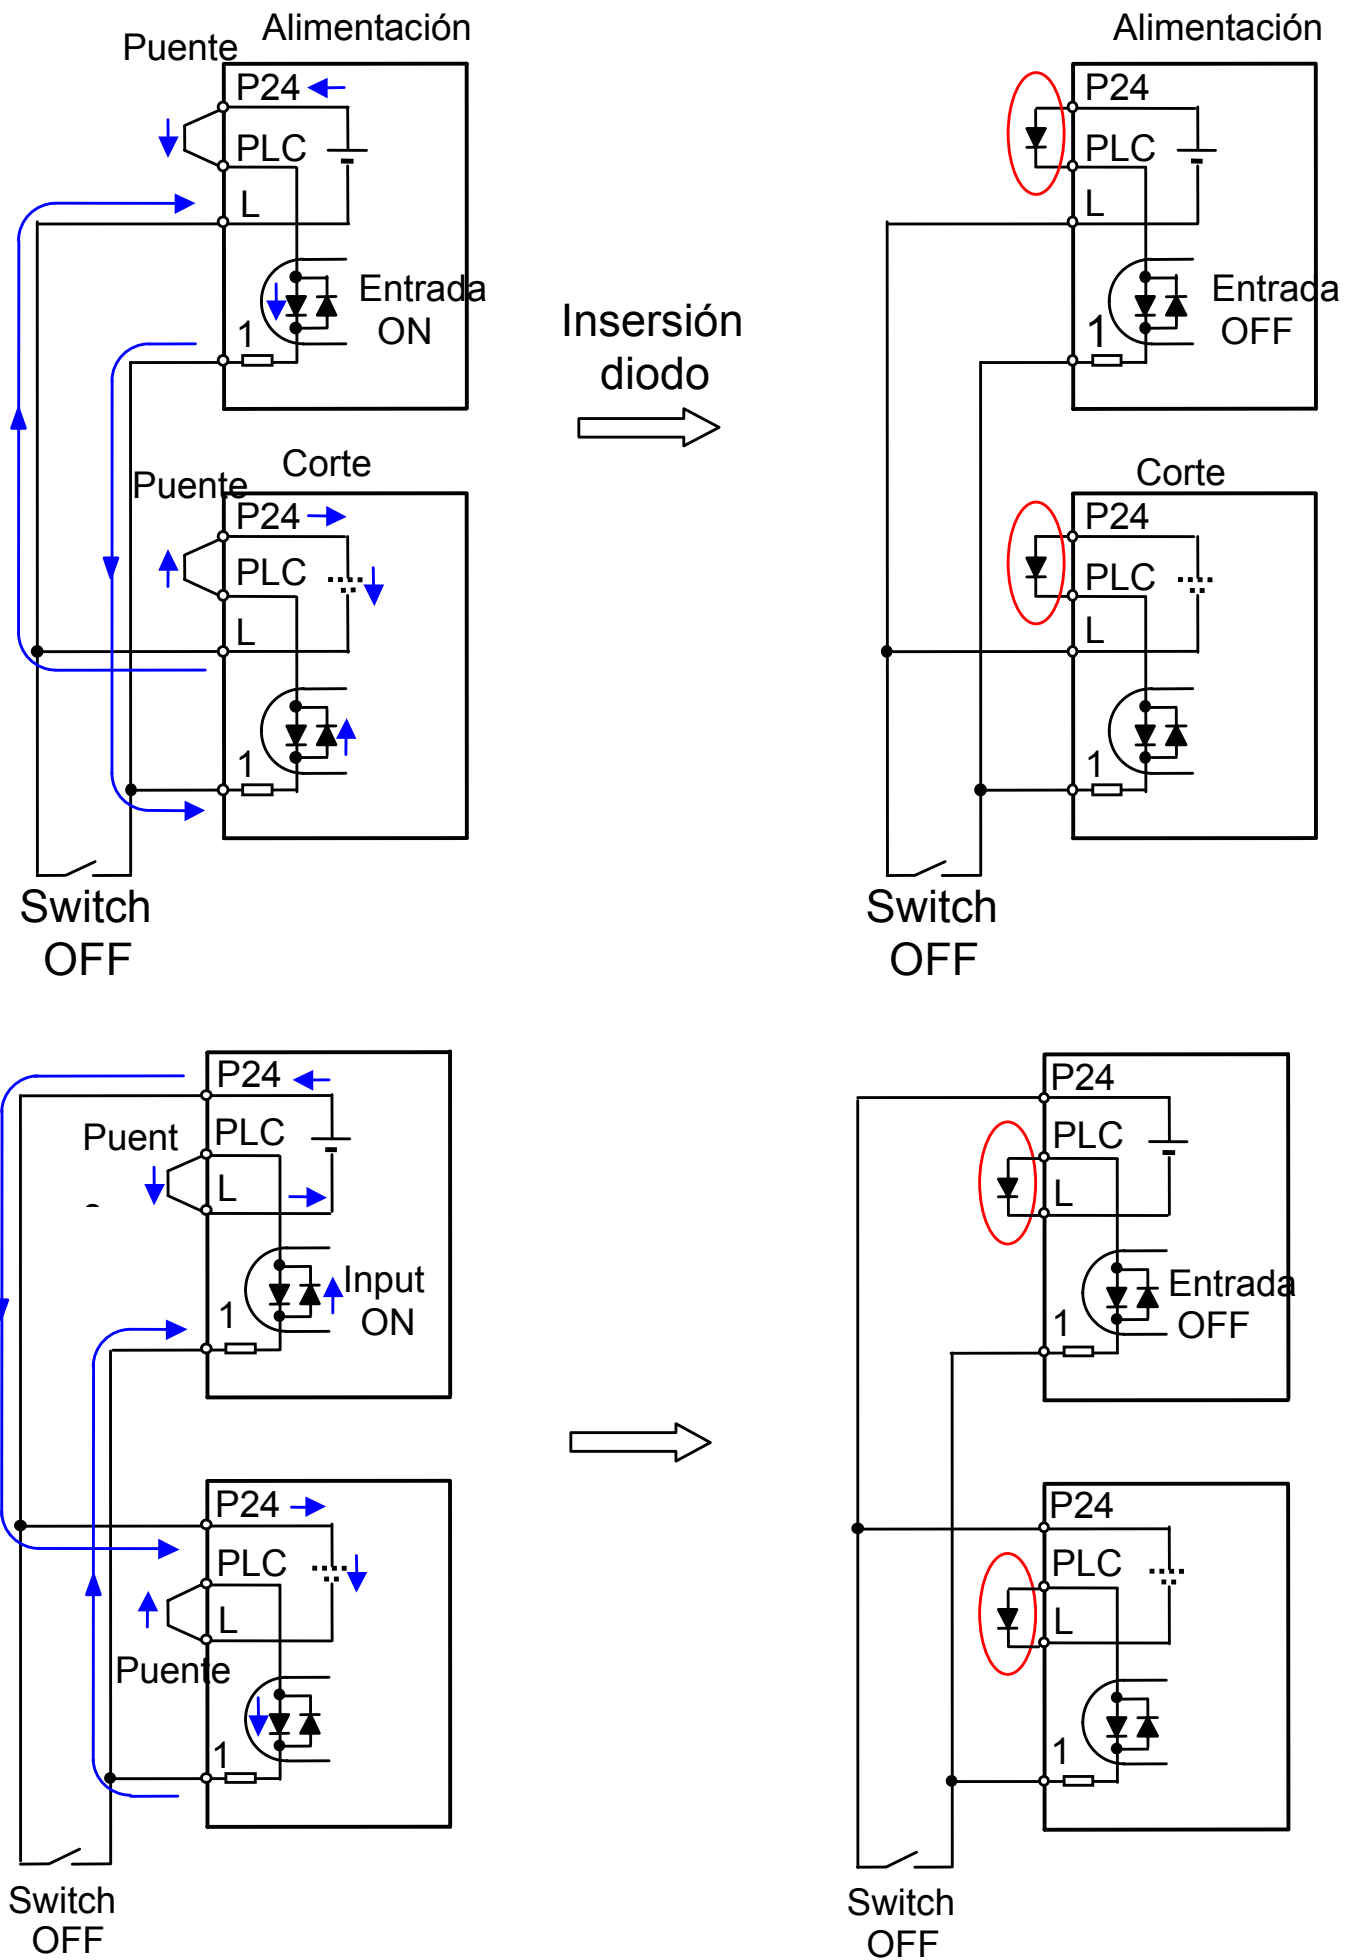 Alimentación
Puente
P24
PLC
L
Entrada
ON
1
Corte
Puente
P24
PLC
L
1
Switch
OFF
Insersión
diodo
Alimentación
P24
PLC
L
Entrada
OFF
1
Corte
P24
PLC
L
1
Switch
OFF
P24
Puent
PLC
L
Input
ON
1
P24
PLC
L
Puente
1
Switch
OFF
P24
PLC
L
Entrada
OFF
1
P24
PLC
L
1
Switch
OFF